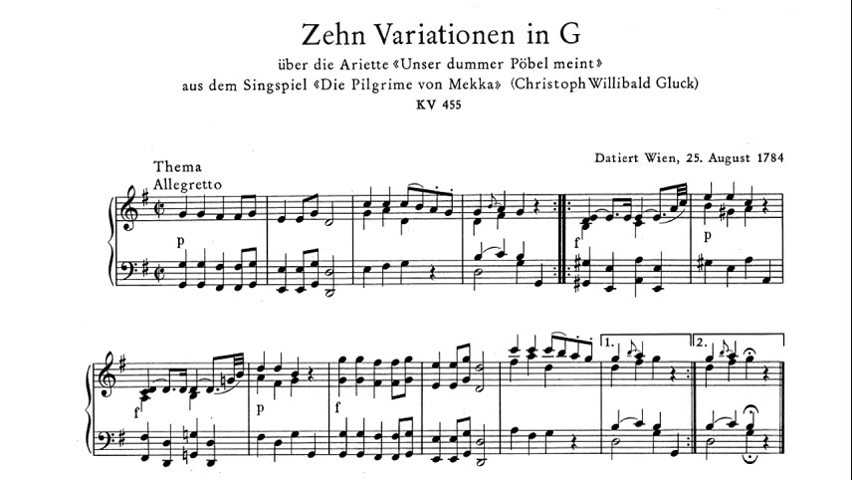 Zehn Variationen in G
über die Ariette «Unser dummer Pöbel meint»
aus dem Singspiel «Die Pilgrime von Mekka» (Christoph Willibald Gluck)
KV 455
Datiert Wien, 25. August 1784
Thema
Allegretto
p
f
p
1.
2.
f
p
f